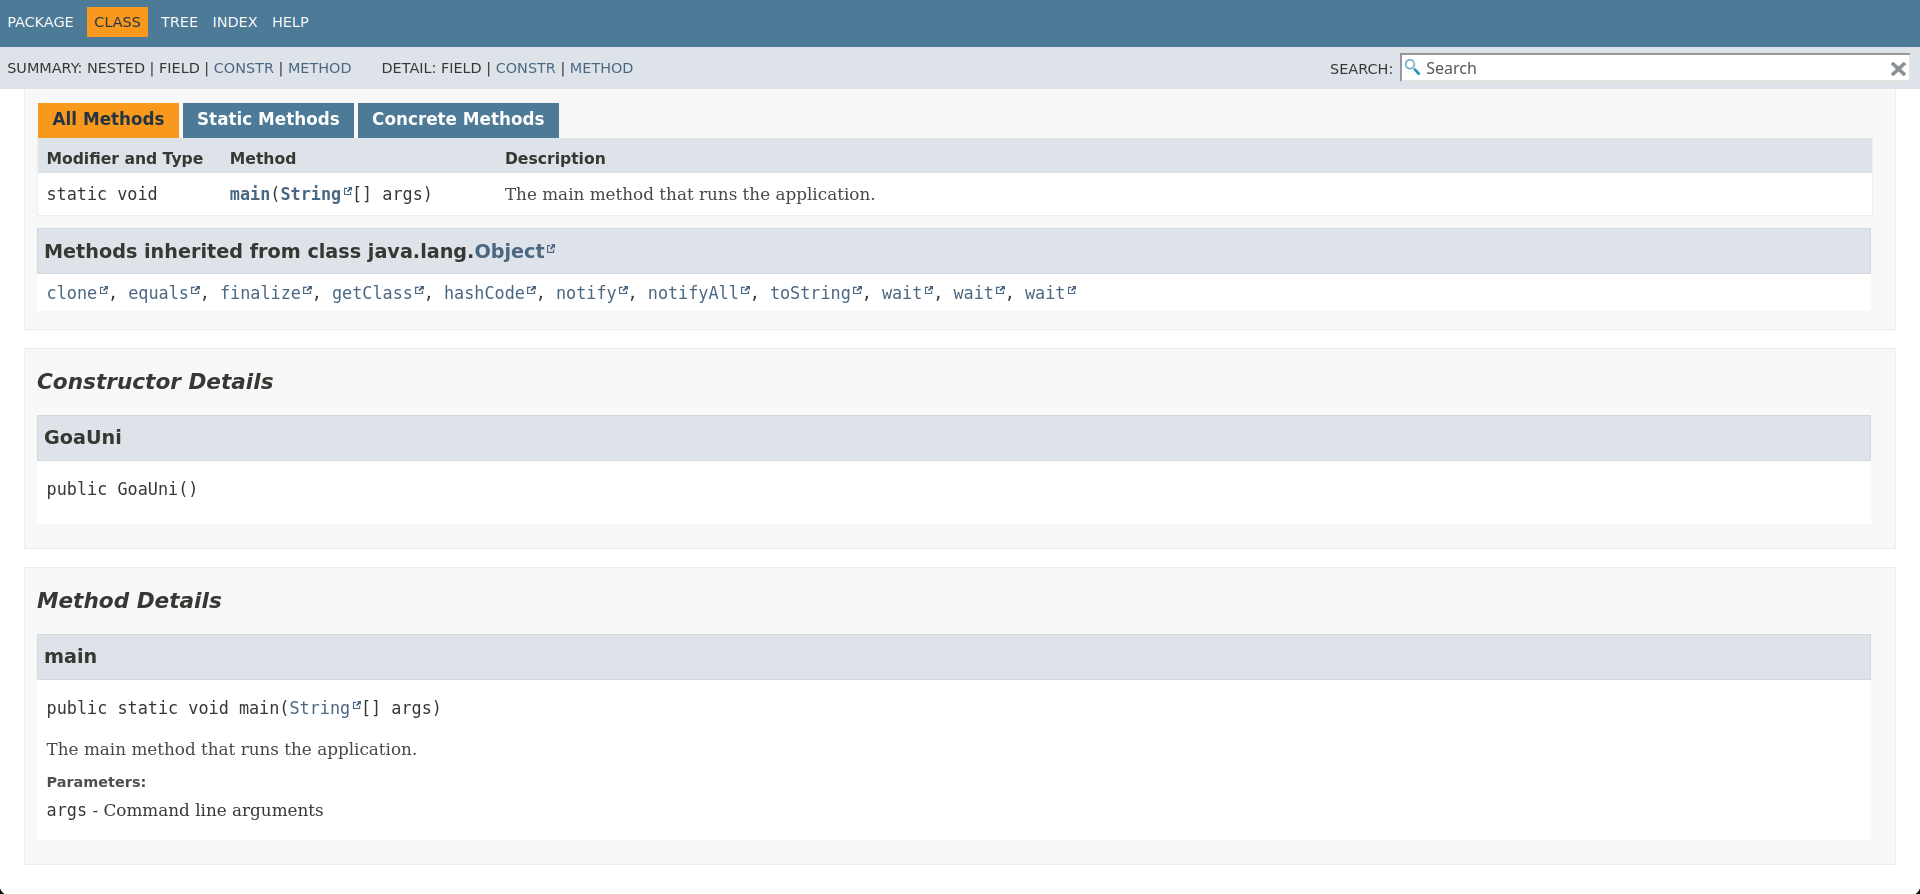 PACKAGE CLASS TREE INDEX HELP
SUMMARY: NESTED | FIELD | CONSTR | METHOD DETAIL: FIELD | CONSTR | METHOD SEARCH: Search
All Methods Static Methods Concrete Methods
Modifier and Type Method Description
static void main(String[] args) The main method that runs the application.
Methods inherited from class java.lang.Object
clone, equals, finalize, getClass, hashCode, notify, notifyAll, toString, wait, wait, wait
Constructor Details
GoaUni
public GoaUni()
Method Details
main
public static void main(String[] args)
The main method that runs the application.
Parameters:
args - Command line arguments